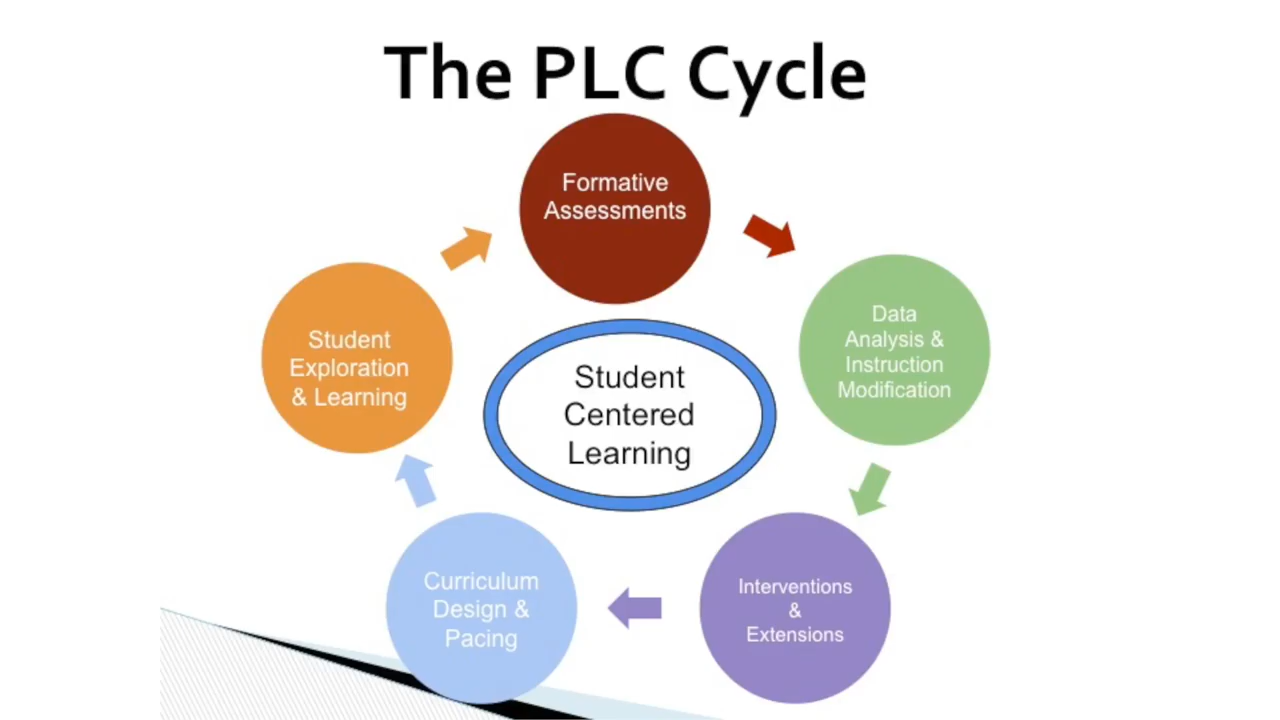 The PLC Cycle
Formative
Assessments
Data
Analysis &
Instruction
Modification
Interventions
&
Extensions
Curriculum
Design &
Pacing
Student
Exploration
& Learning
Student
Centered
Learning